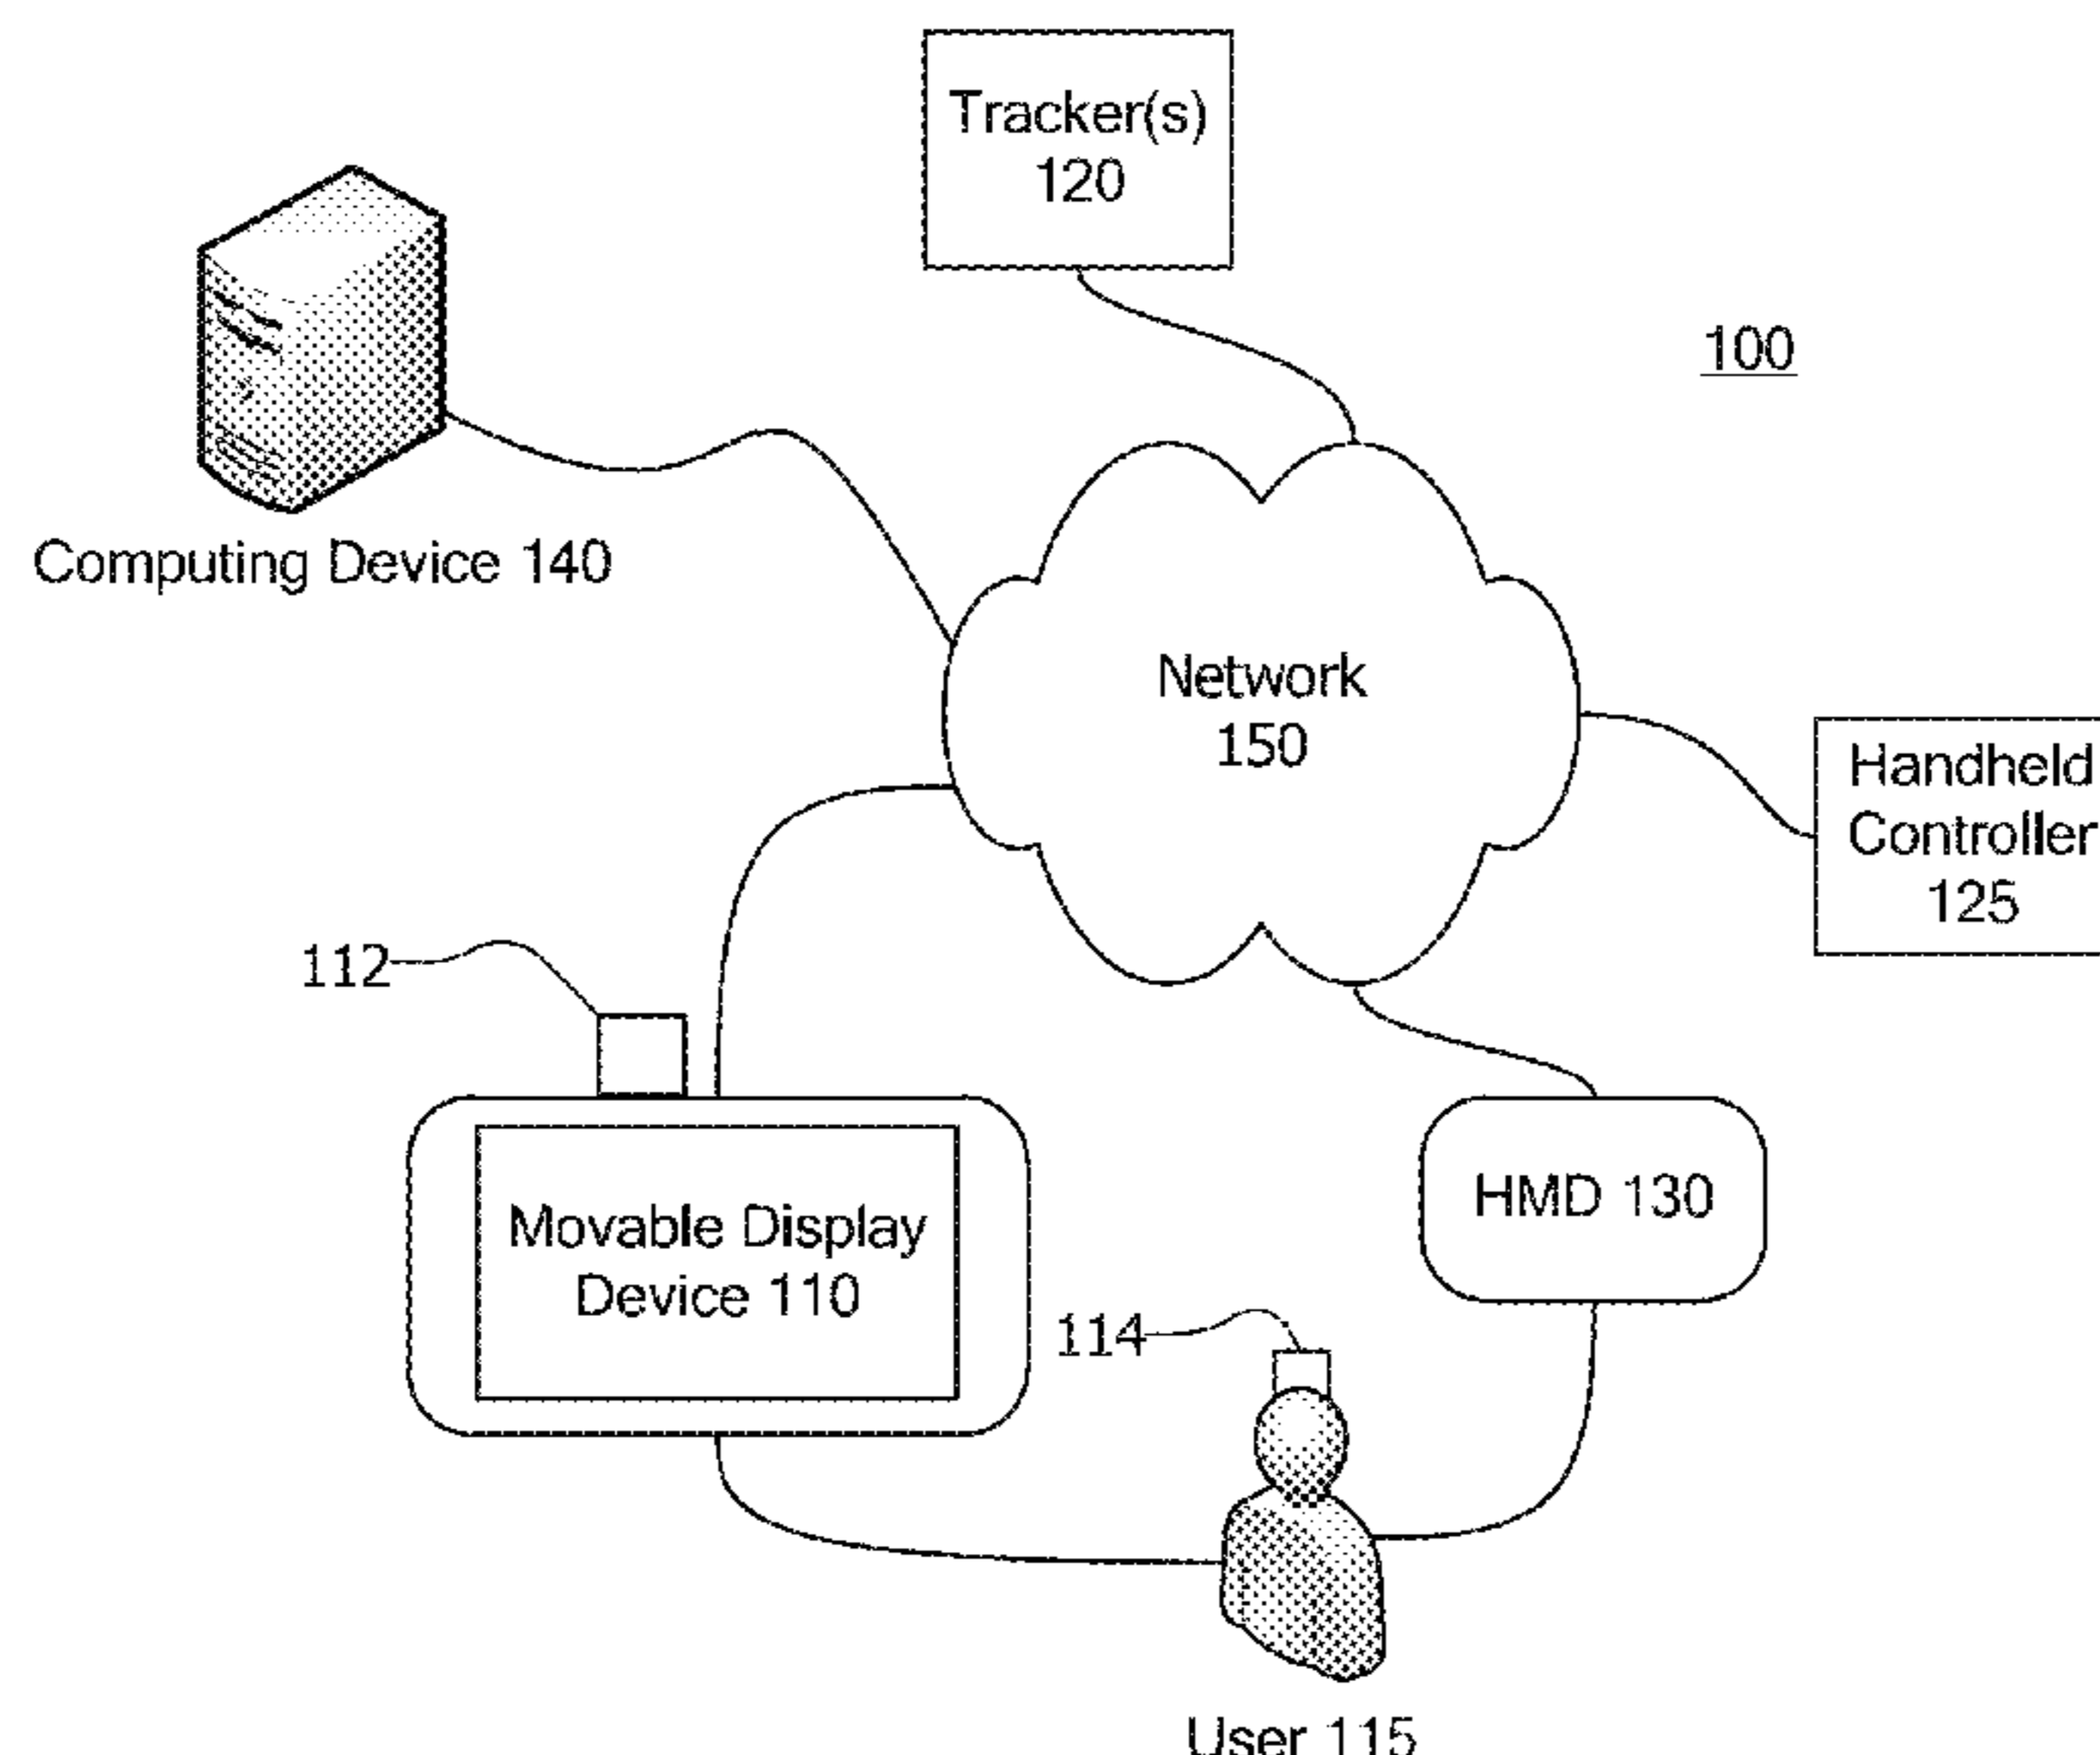 Tracker(s)
120
100
Computing Device 140
Network
150
Handheld
Controller
125
112
Movable Display
Device 110
HMD 130
114
User 115